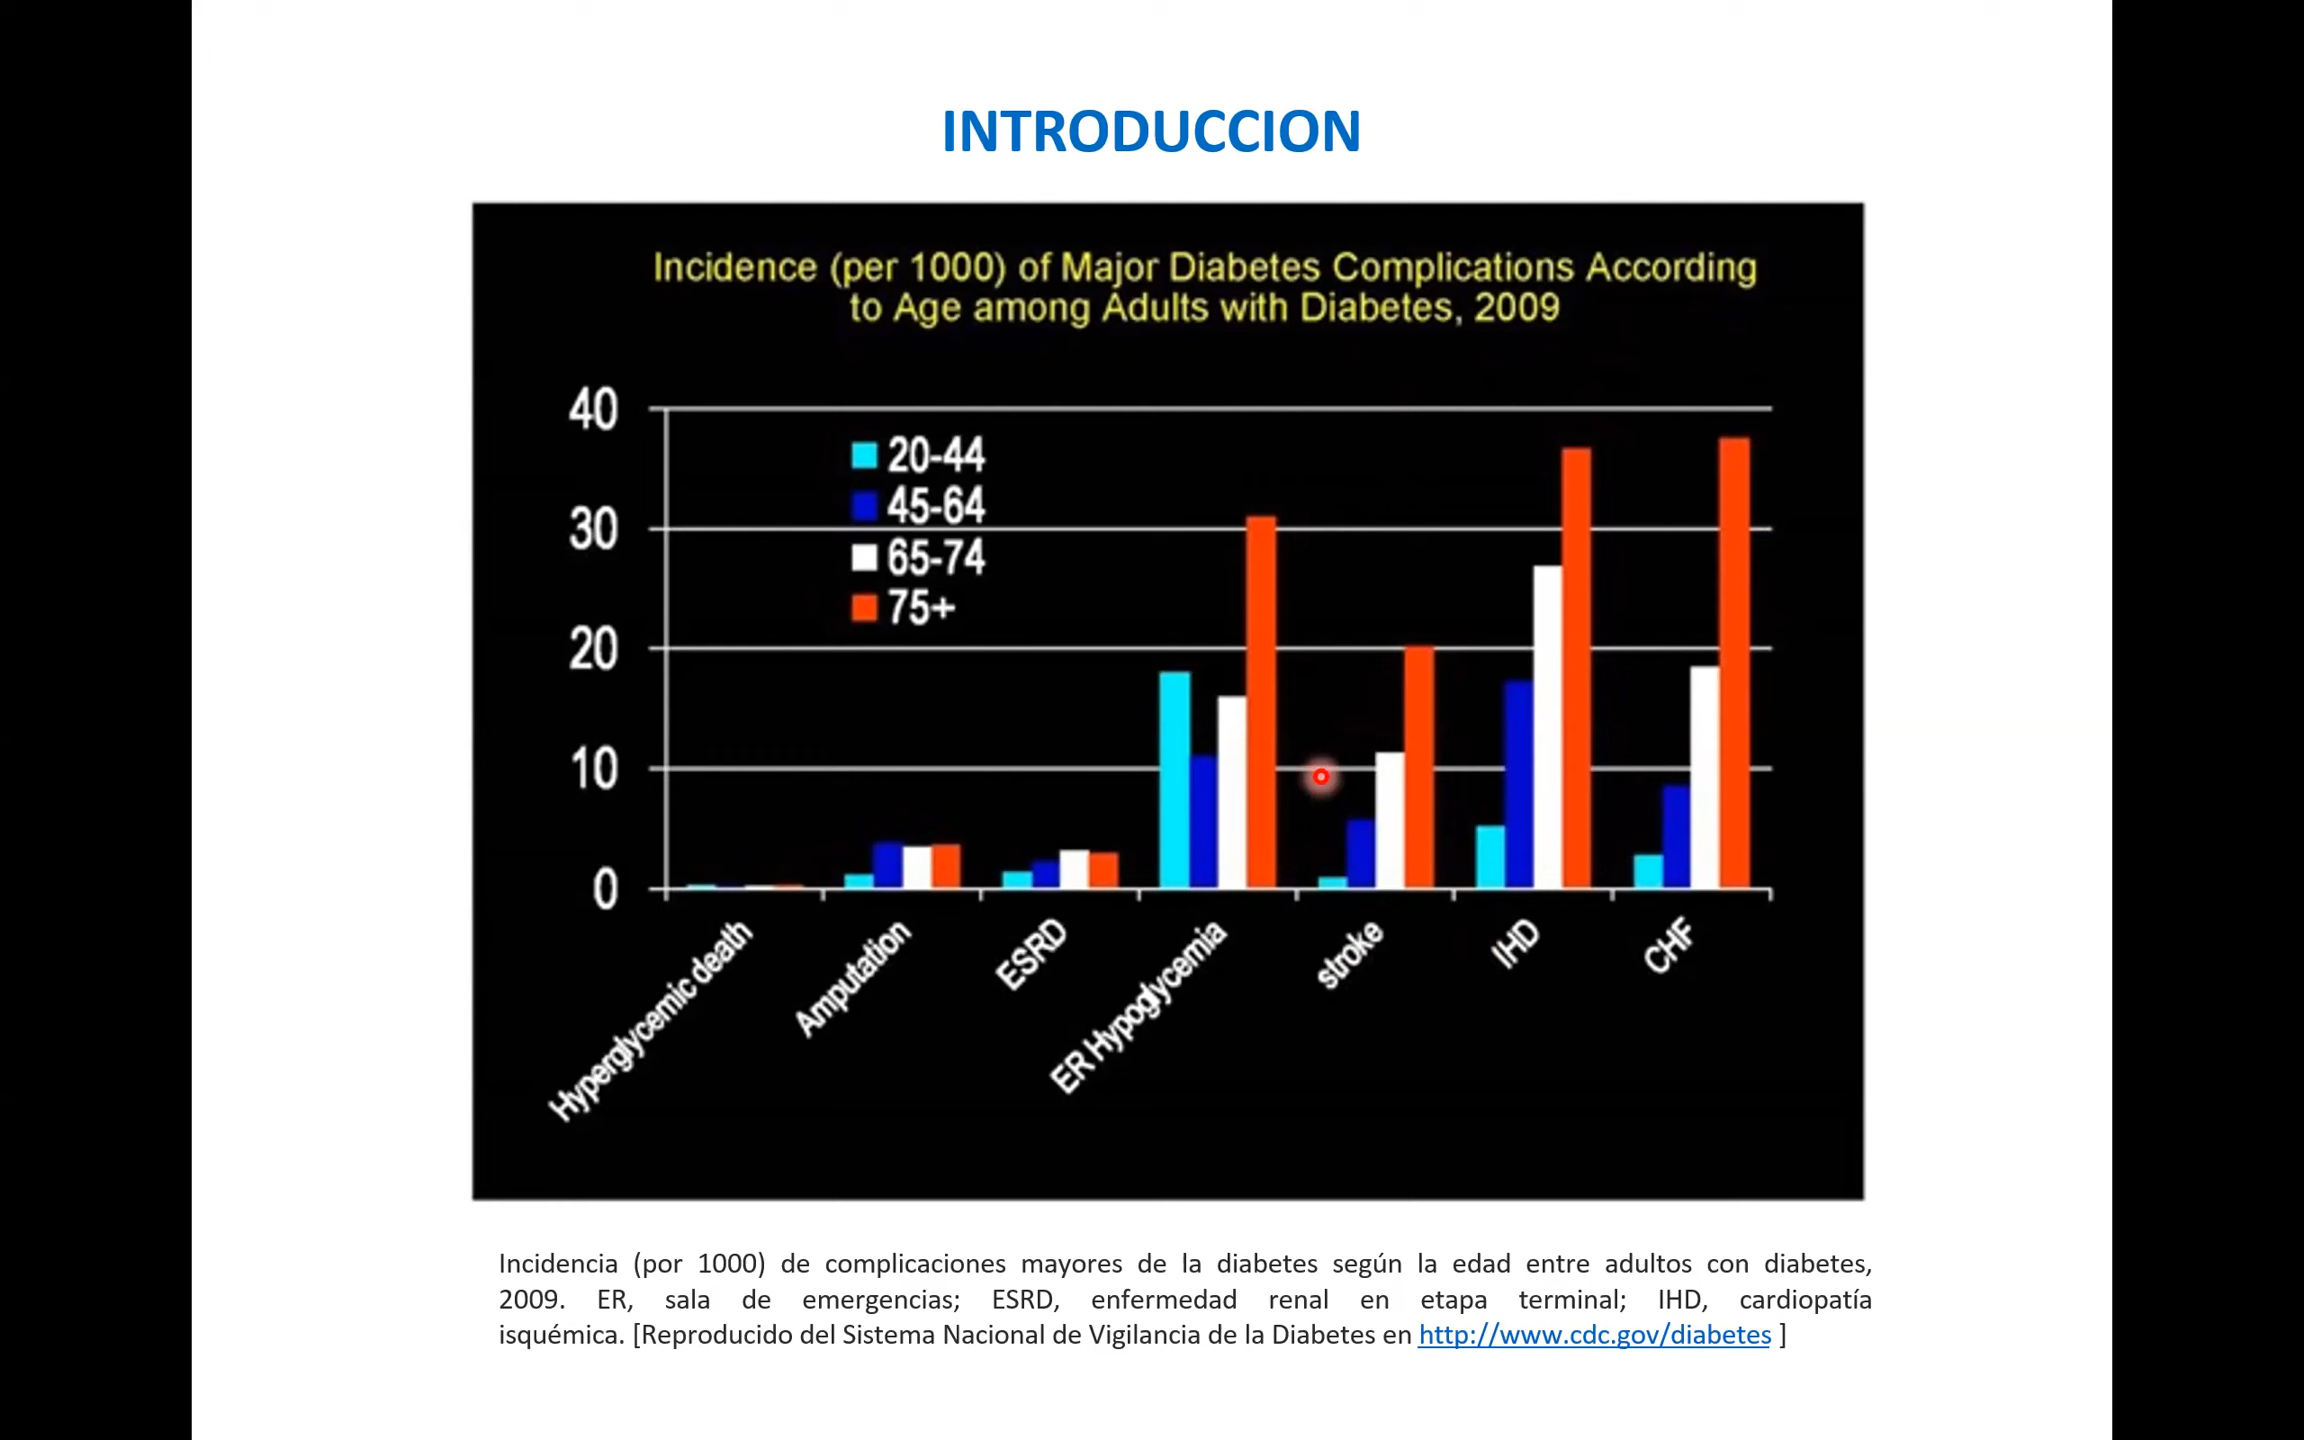 INTRODUCCION
Incidence (per 1000) of Major Diabetes Complications According
to Age among Adults with Diabetes, 2009
40
30
20
10
0
20-44
45-64
65-74
75+
Hyperglycemic death
Amputation
ESRD
ER Hypoglycemia
stroke
IHD
CHF
Incidencia (por 1000) de complicaciones mayores de la diabetes según la edad entre adultos con diabetes,
2009. ER, sala de emergencias; ESRD, enfermedad renal en etapa terminal; IHD, cardiopatía
isquémica. [Reproducido del Sistema Nacional de Vigilancia de la Diabetes en http://www.cdc.gov/diabetes ]